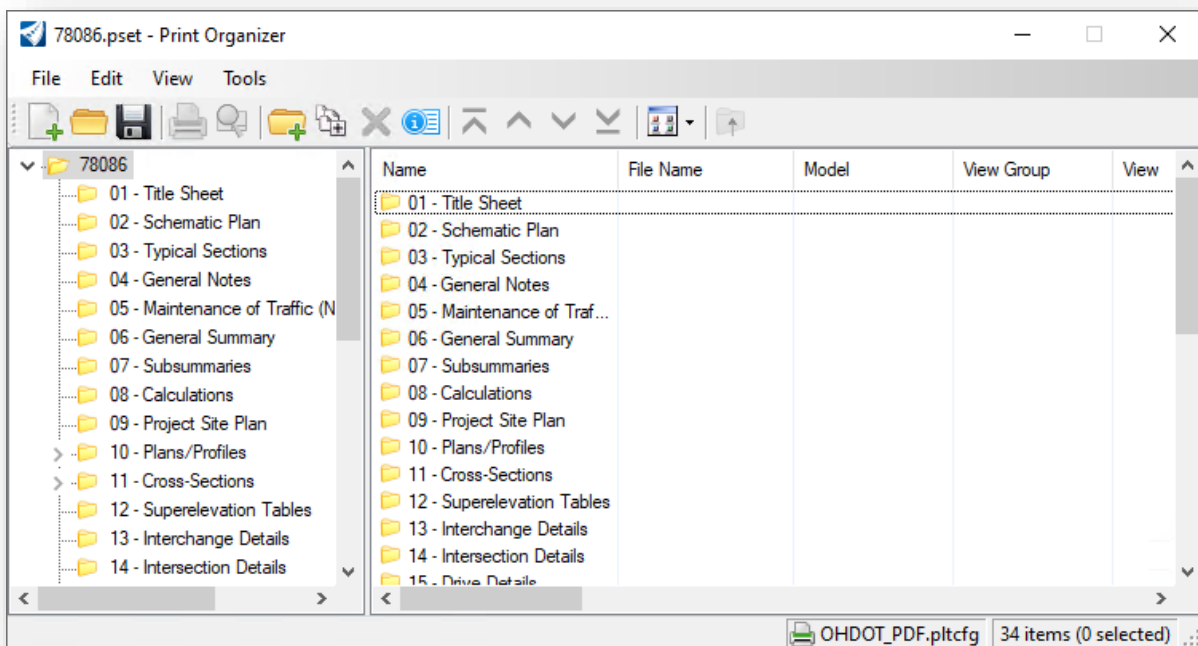 78086.pset - Print Organizer
File Edit View Tools
78086
01 - Title Sheet
02 - Schematic Plan
03 - Typical Sections
04 - General Notes
05 - Maintenance of Traffic (N
06 - General Summary
07 - Subsummaries
08 - Calculations
09 - Project Site Plan
10 - Plans/Profiles
11 - Cross-Sections
12 - Superelevation Tables
13 - Interchange Details
14 - Intersection Details
Name File Name Model View Group View
01 - Title Sheet
02 - Schematic Plan
03 - Typical Sections
04 - General Notes
05 - Maintenance of Traf...
06 - General Summary
07 - Subsummaries
08 - Calculations
09 - Project Site Plan
10 - Plans/Profiles
11 - Cross-Sections
12 - Superelevation Tables
13 - Interchange Details
14 - Intersection Details
15 - Drive Details
OHDOT_PDF.pltcfg 34 items (0 selected)